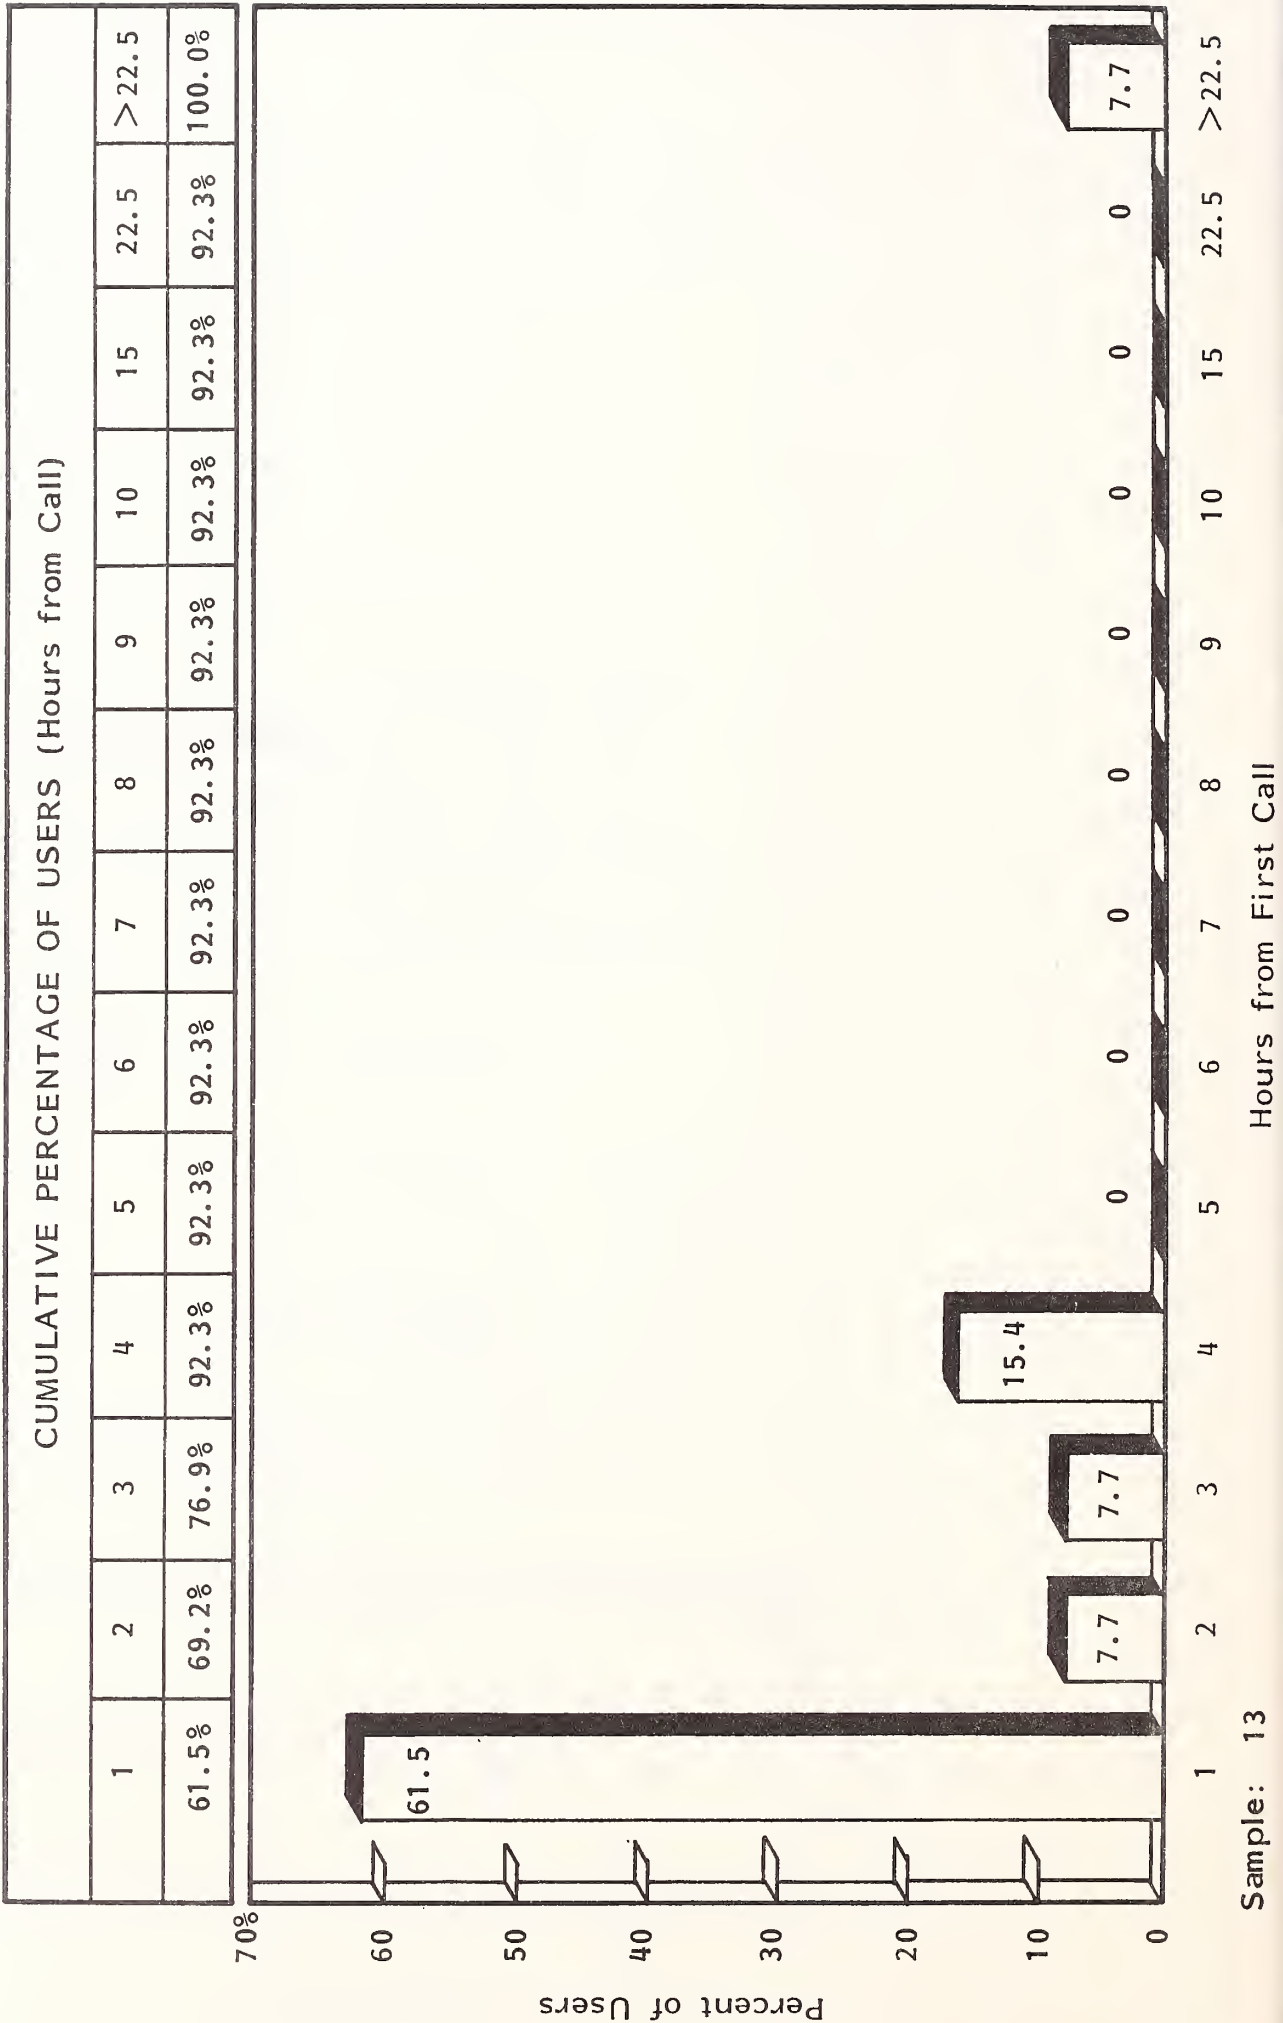 CUMULATIVE PERCENTAGE OF USERS (Hours from Call)
1 2 3 4 5 6 7 8 9 10 15 22.5 >22.5
61.5% 69.2% 76.9% 92.3% 92.3% 92.3% 92.3% 92.3% 92.3% 92.3% 92.3% 92.3% 100.0%
70%
60
50
40
30
20
10
0
Percent of Users
61.5 7.7 7.7 15.4 0 0 0 0 0 0 0 0 7.7
1 2 3 4 5 6 7 8 9 10 15 22.5 >22.5
Sample: 13
Hours from First Call